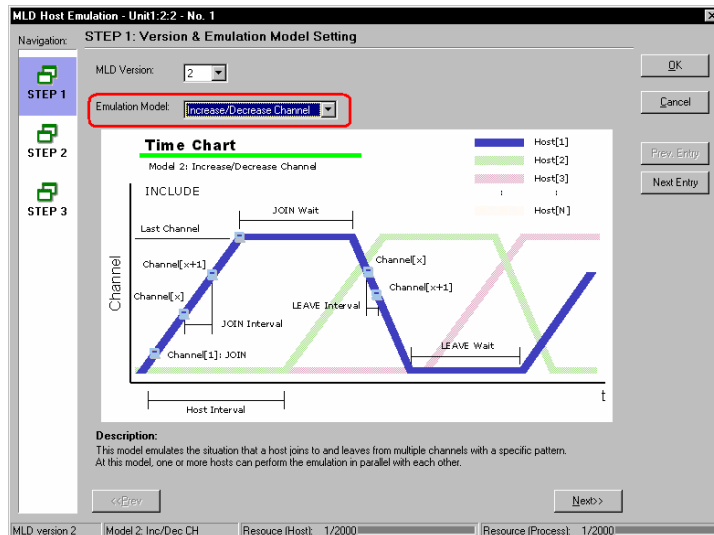 MLD Host Emulation - Unit1:2:2 - No. 1
Navigation:
STEP 1: Version & Emulation Model Setting
STEP 1
STEP 2
STEP 3
MLD Version:
2
Emulation Model:
Increase/Decrease Channel
OK
Cancel
Prev. Entry
Next Entry
Time Chart
Model 2: Increase/Decrease Channel
Host[1]
Host[2]
Host[3]
: :
Host[N]
INCLUDE
JOIN Wait
Last Channel
Channel[x+1]
Channel[x]
Channel
JOIN Interval
Channel[1]: JOIN
Host Interval
Channel[x]
Channel[x+1]
LEAVE Interval
LEAVE Wait
t
Description:
This model emulates the situation that a host joins to and leaves from multiple channels with a specific pattern.
At this model, one or more hosts can perform the emulation in parallel with each other.
<<Prev
Next>>
MLD version 2
Model 2: Inc/Dec CH
Resouce (Host): 1/2000
Resource (Process): 1/2000